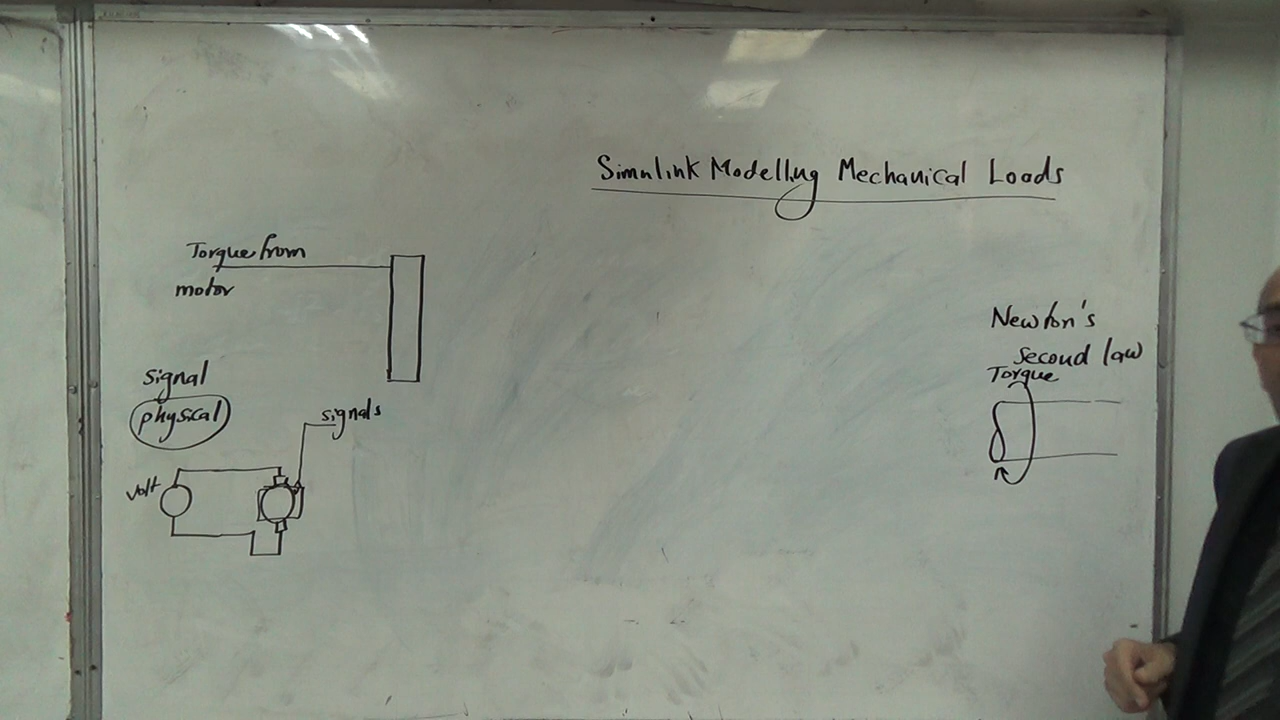 Simulink Modelling Mechanical Loads
Torque from
motor
signal
physical
signals
volt
Newton's
second law
Torque